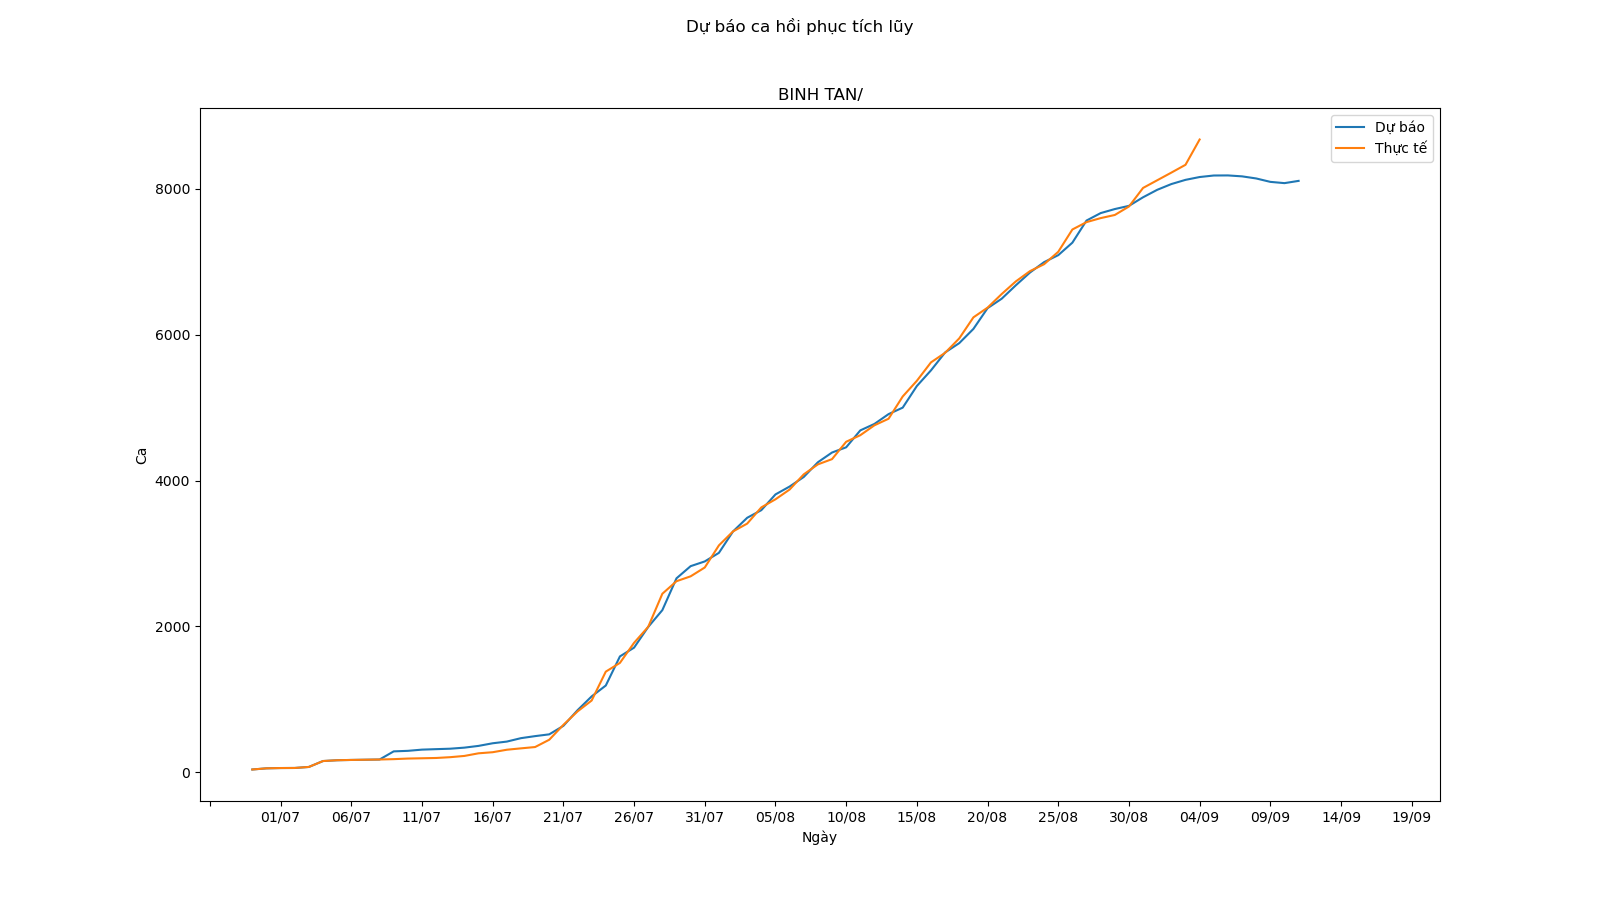 Dự báo ca hồi phục tích lũy
BINH TAN/
Dự báo
Thực tế
8000
6000
4000
2000
0
Ca
01/07 06/07 11/07 16/07 21/07 26/07 31/07 05/08 10/08 15/08 20/08 25/08 30/08 04/09 09/09 14/09 19/09
Ngày